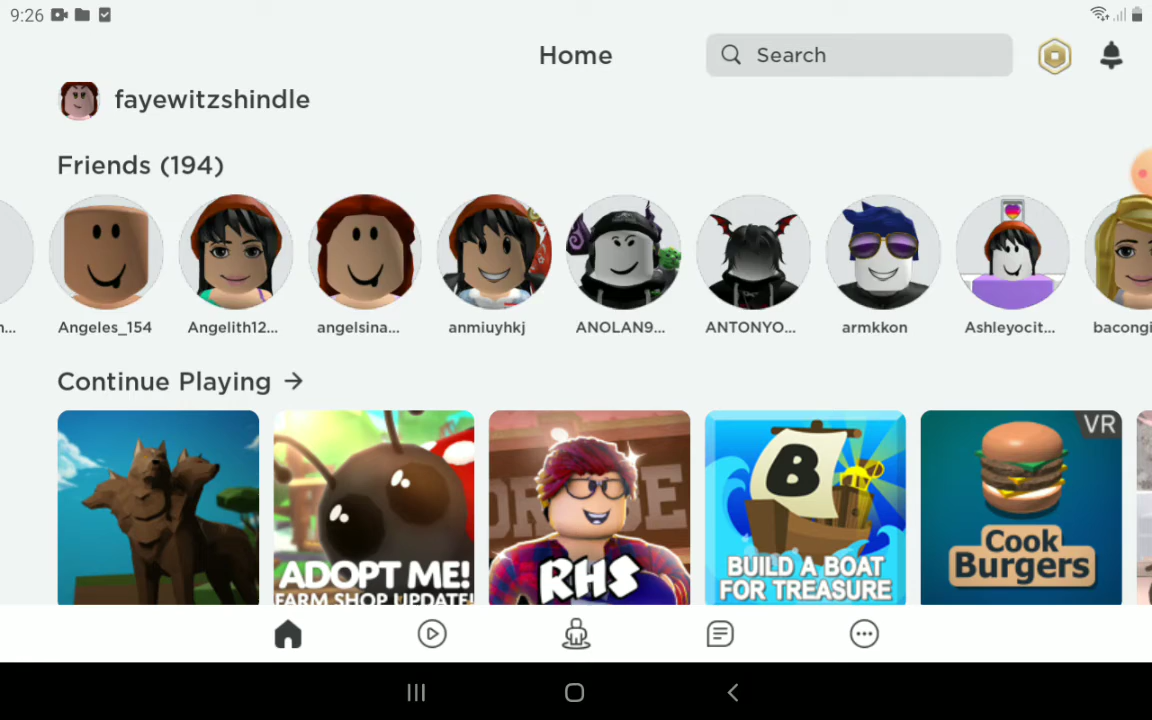 9:26
Home
Search
fayewitzshindle
Friends (194)
n...
Angeles_154
Angelith12...
angelsina...
anmiuyhkj
ANOLAN9...
ANTONYO...
armkkon
Ashleyocit...
bacongi
Continue Playing →
ADOPT ME!
FARM SHOP UPDATE!
RHS
B
BUILD A BOAT
FOR TREASURE
VR
Cook
Burgers